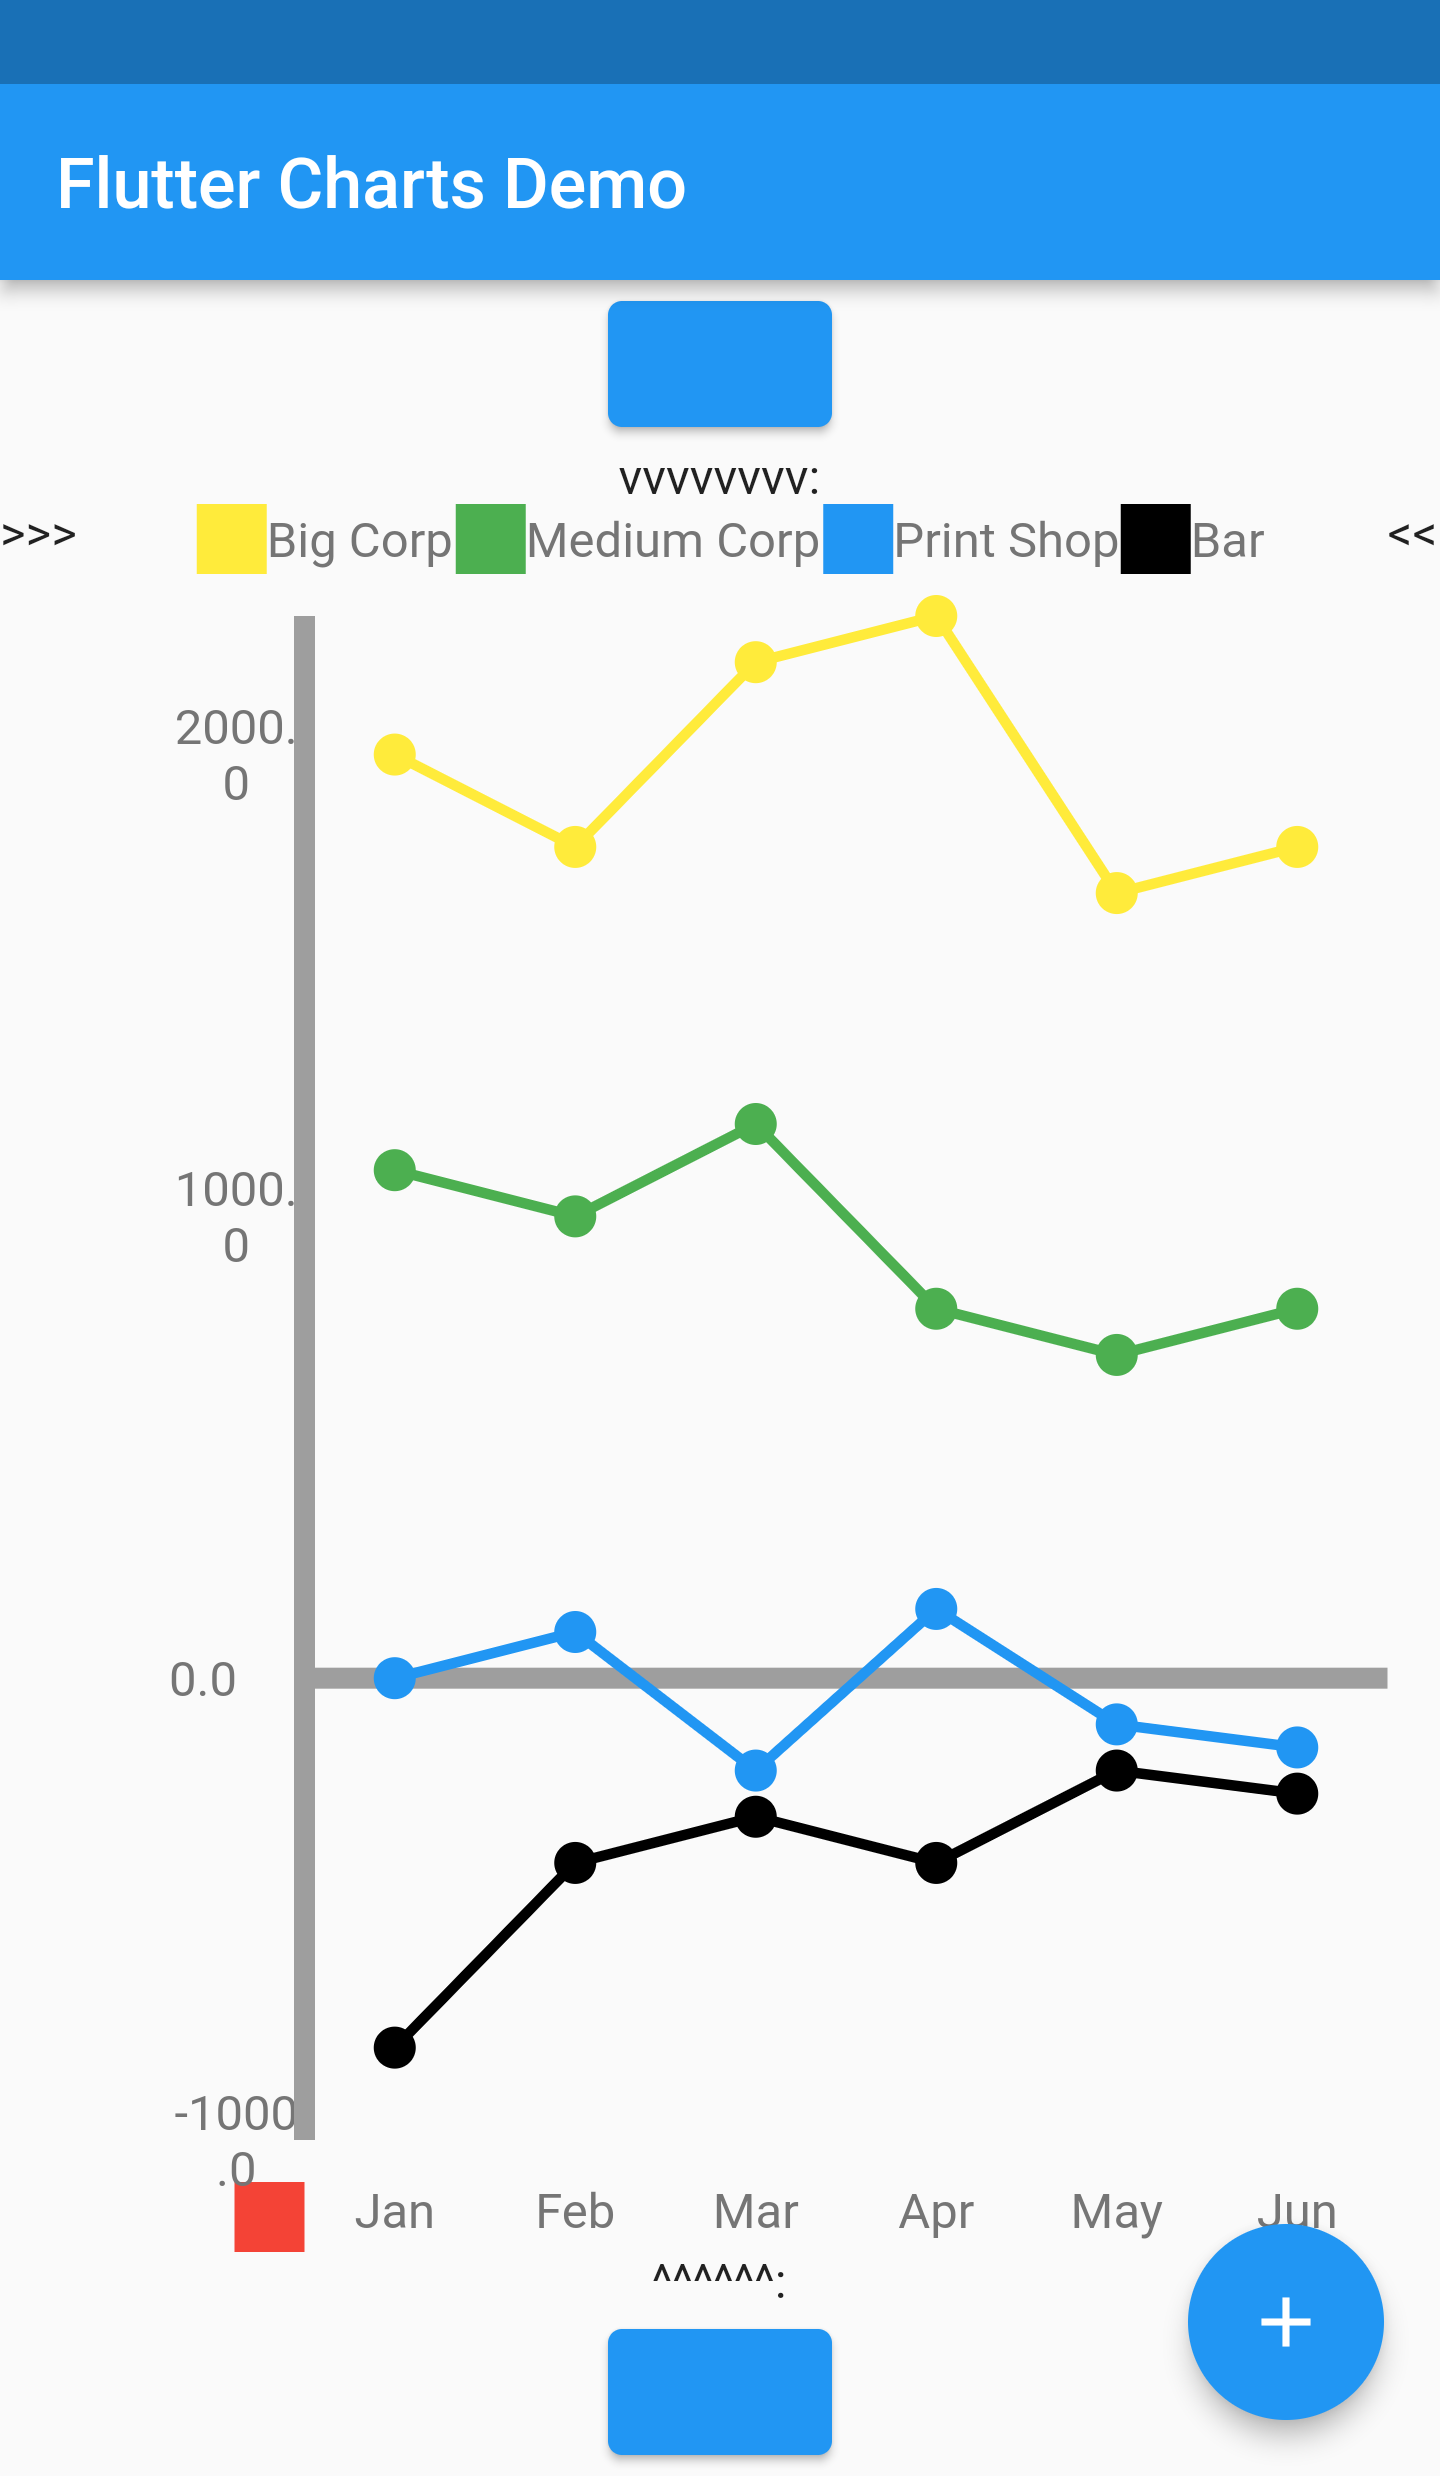 Flutter Charts Demo
vvvvvvvv:
>>> Big Corp Medium Corp Print Shop Bar <<
2000.
0
1000.
0
0.0
-1000
.0
Jan Feb Mar Apr May Jun
^^^^^^:
+